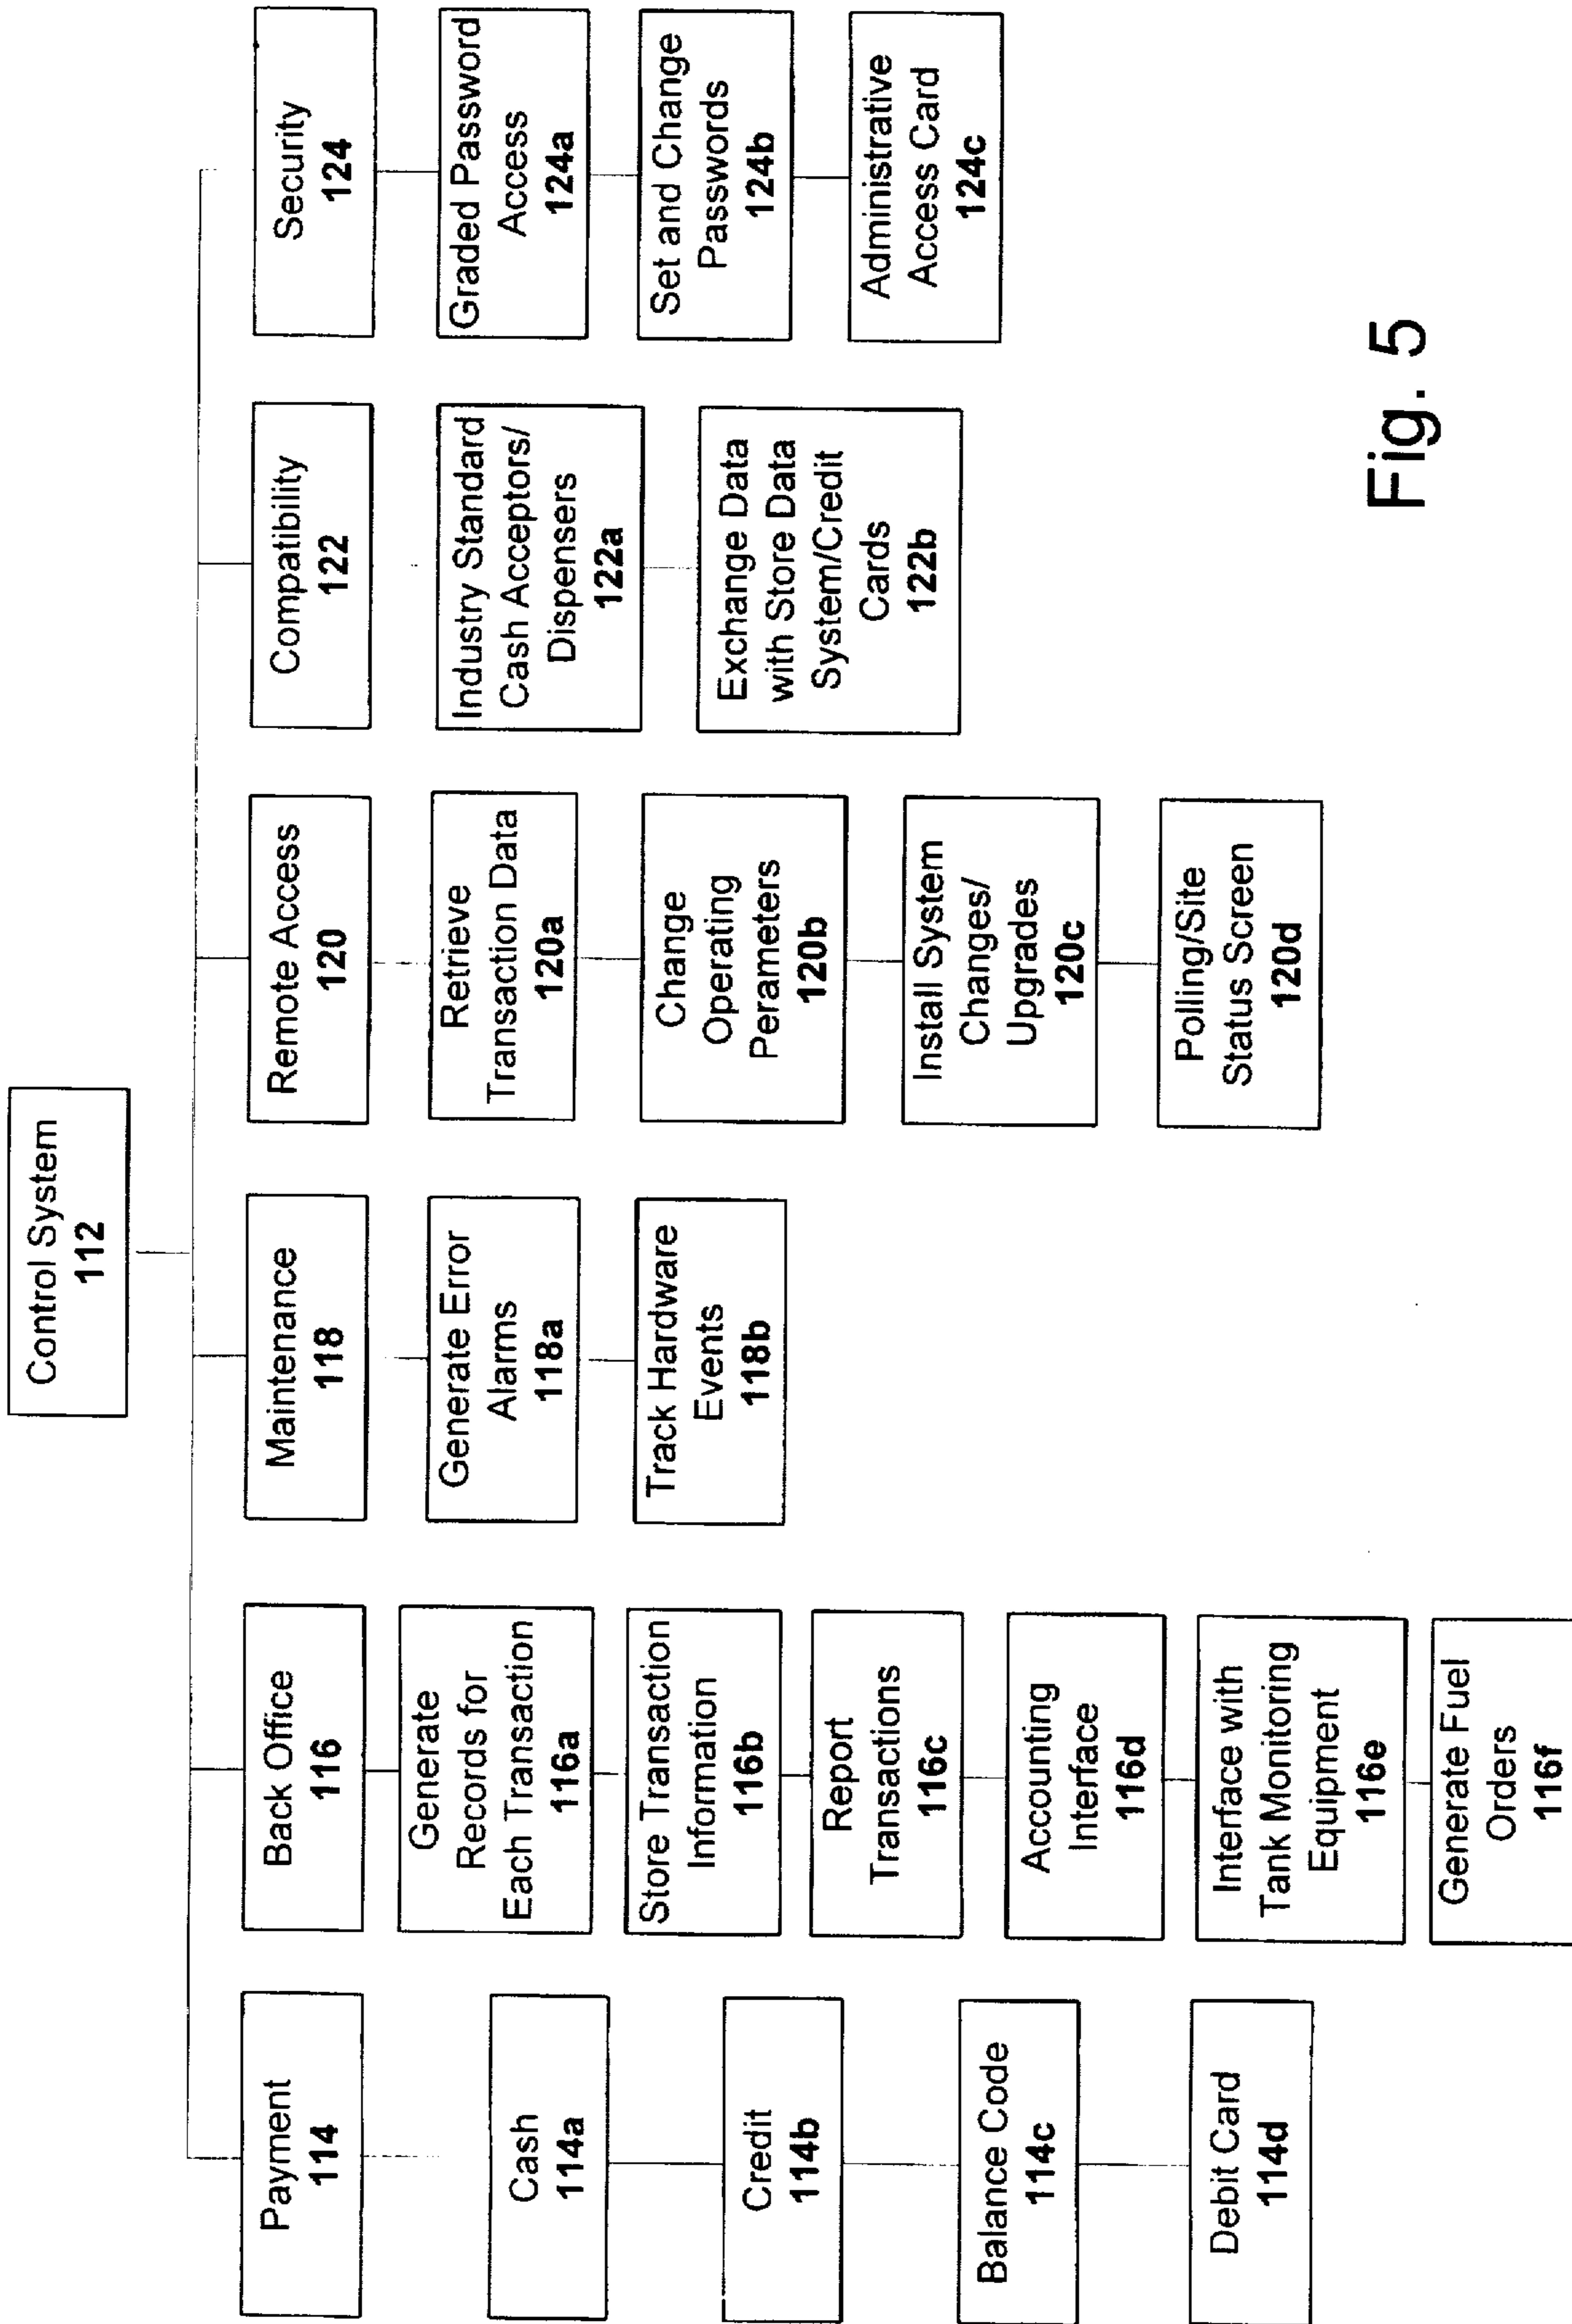 Control System
112
Payment
114
Cash
114a
Credit
114b
Balance Code
114c
Debit Card
114d
Back Office
116
Generate
Records for
Each Transaction
116a
Store Transaction
Information
116b
Report
Transactions
116c
Accounting
Interface
116d
Interface with
Tank Monitoring
Equipment
116e
Generate Fuel
Orders
116f
Maintenance
118
Generate Error
Alarms
118a
Track Hardware
Events
118b
Remote Access
120
Retrieve
Transaction Data
120a
Change
Operating
Perameters
120b
Install System
Changes/
Upgrades
120c
Polling/Site
Status Screen
120d
Compatibility
122
Industry Standard
Cash Acceptors/
Dispensers
122a
Exchange Data
with Store Data
System/Credit
Cards
122b
Security
124
Graded Password
Access
124a
Set and Change
Passwords
124b
Administrative
Access Card
124c
Fig. 5